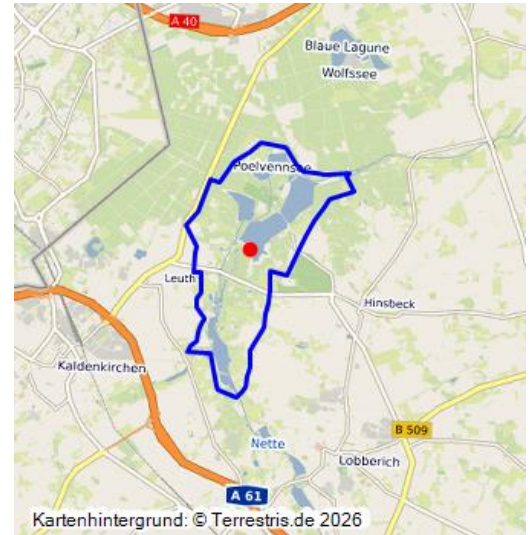 A 40
Blaue Lagune
Wolfssee
Poelvennsee
Leuth
Hinsbeck
Kaldenkirchen
B 509
Nette
Lobberich
A 61
Kartenhintergrund: © Terrestris.de 2026